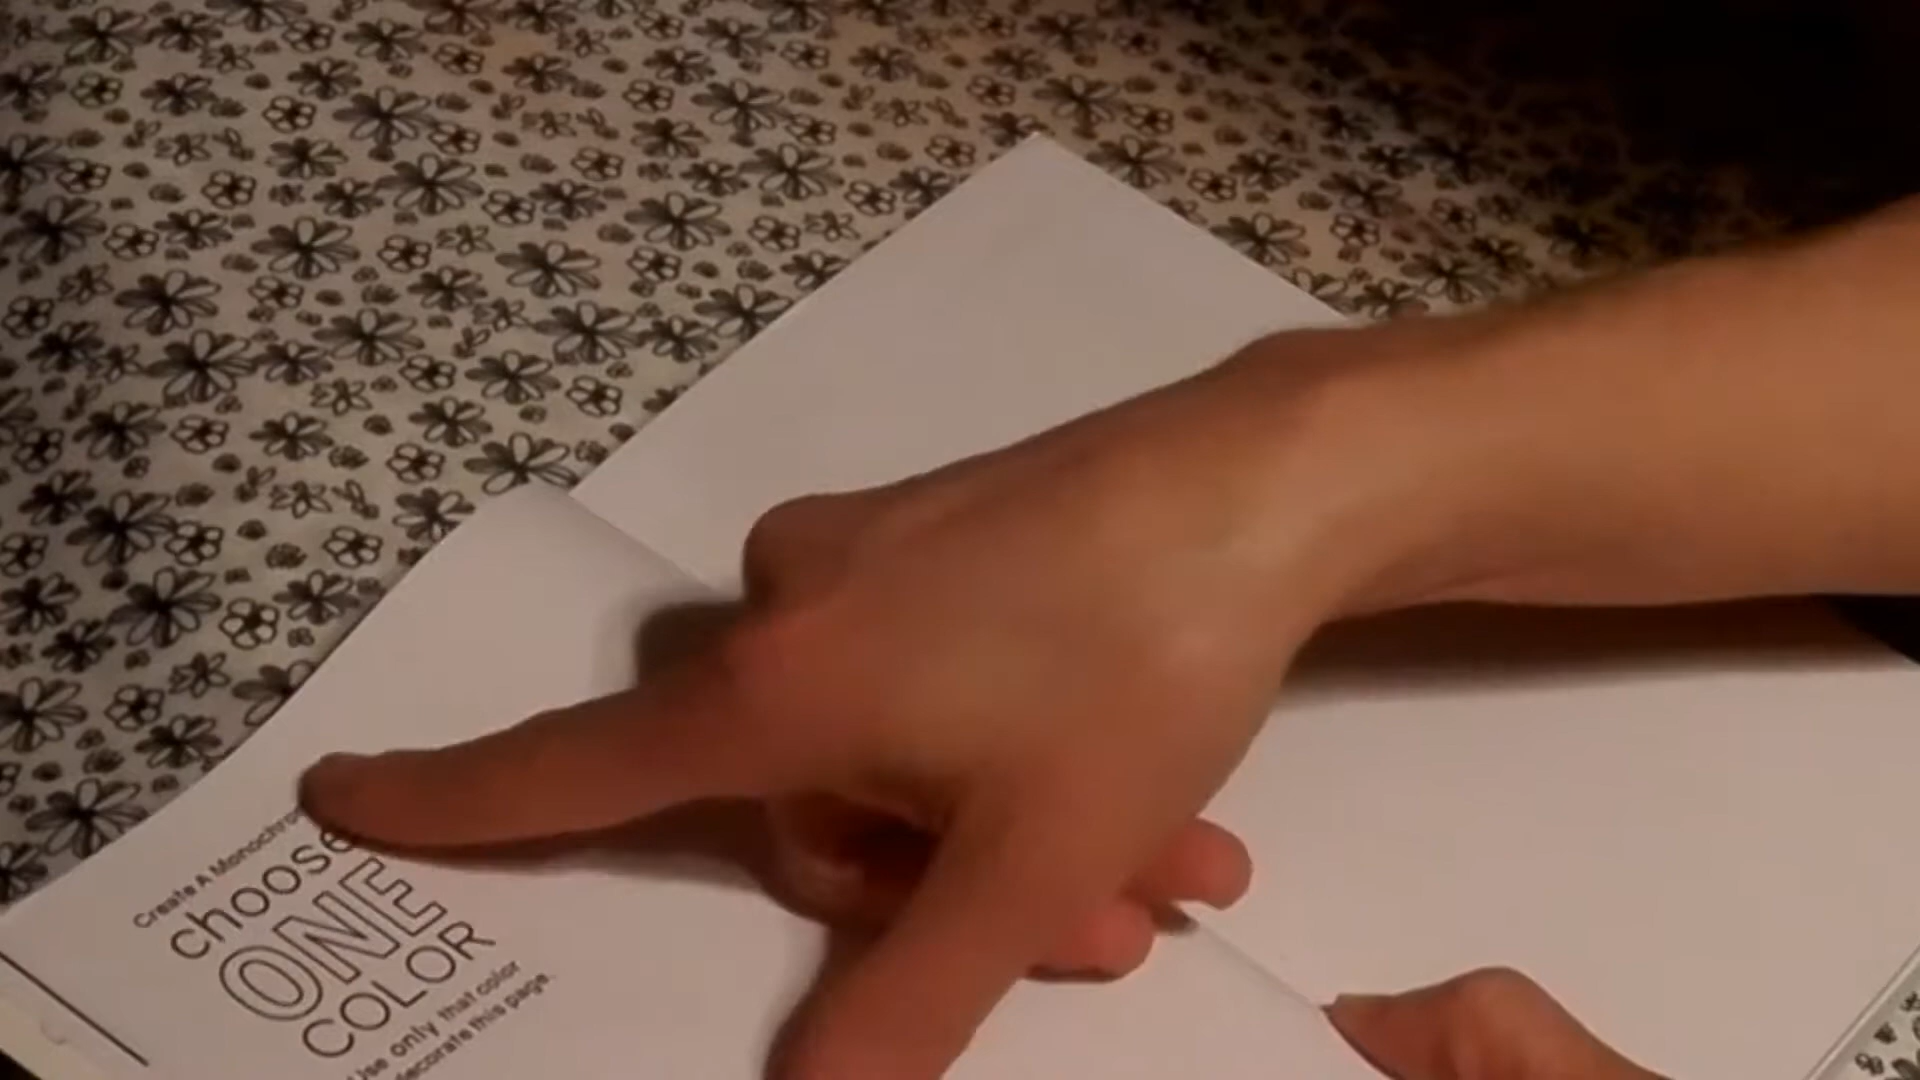 Create A Monochro
choose
ONE
COLOR
Use only that color
decorate this page.